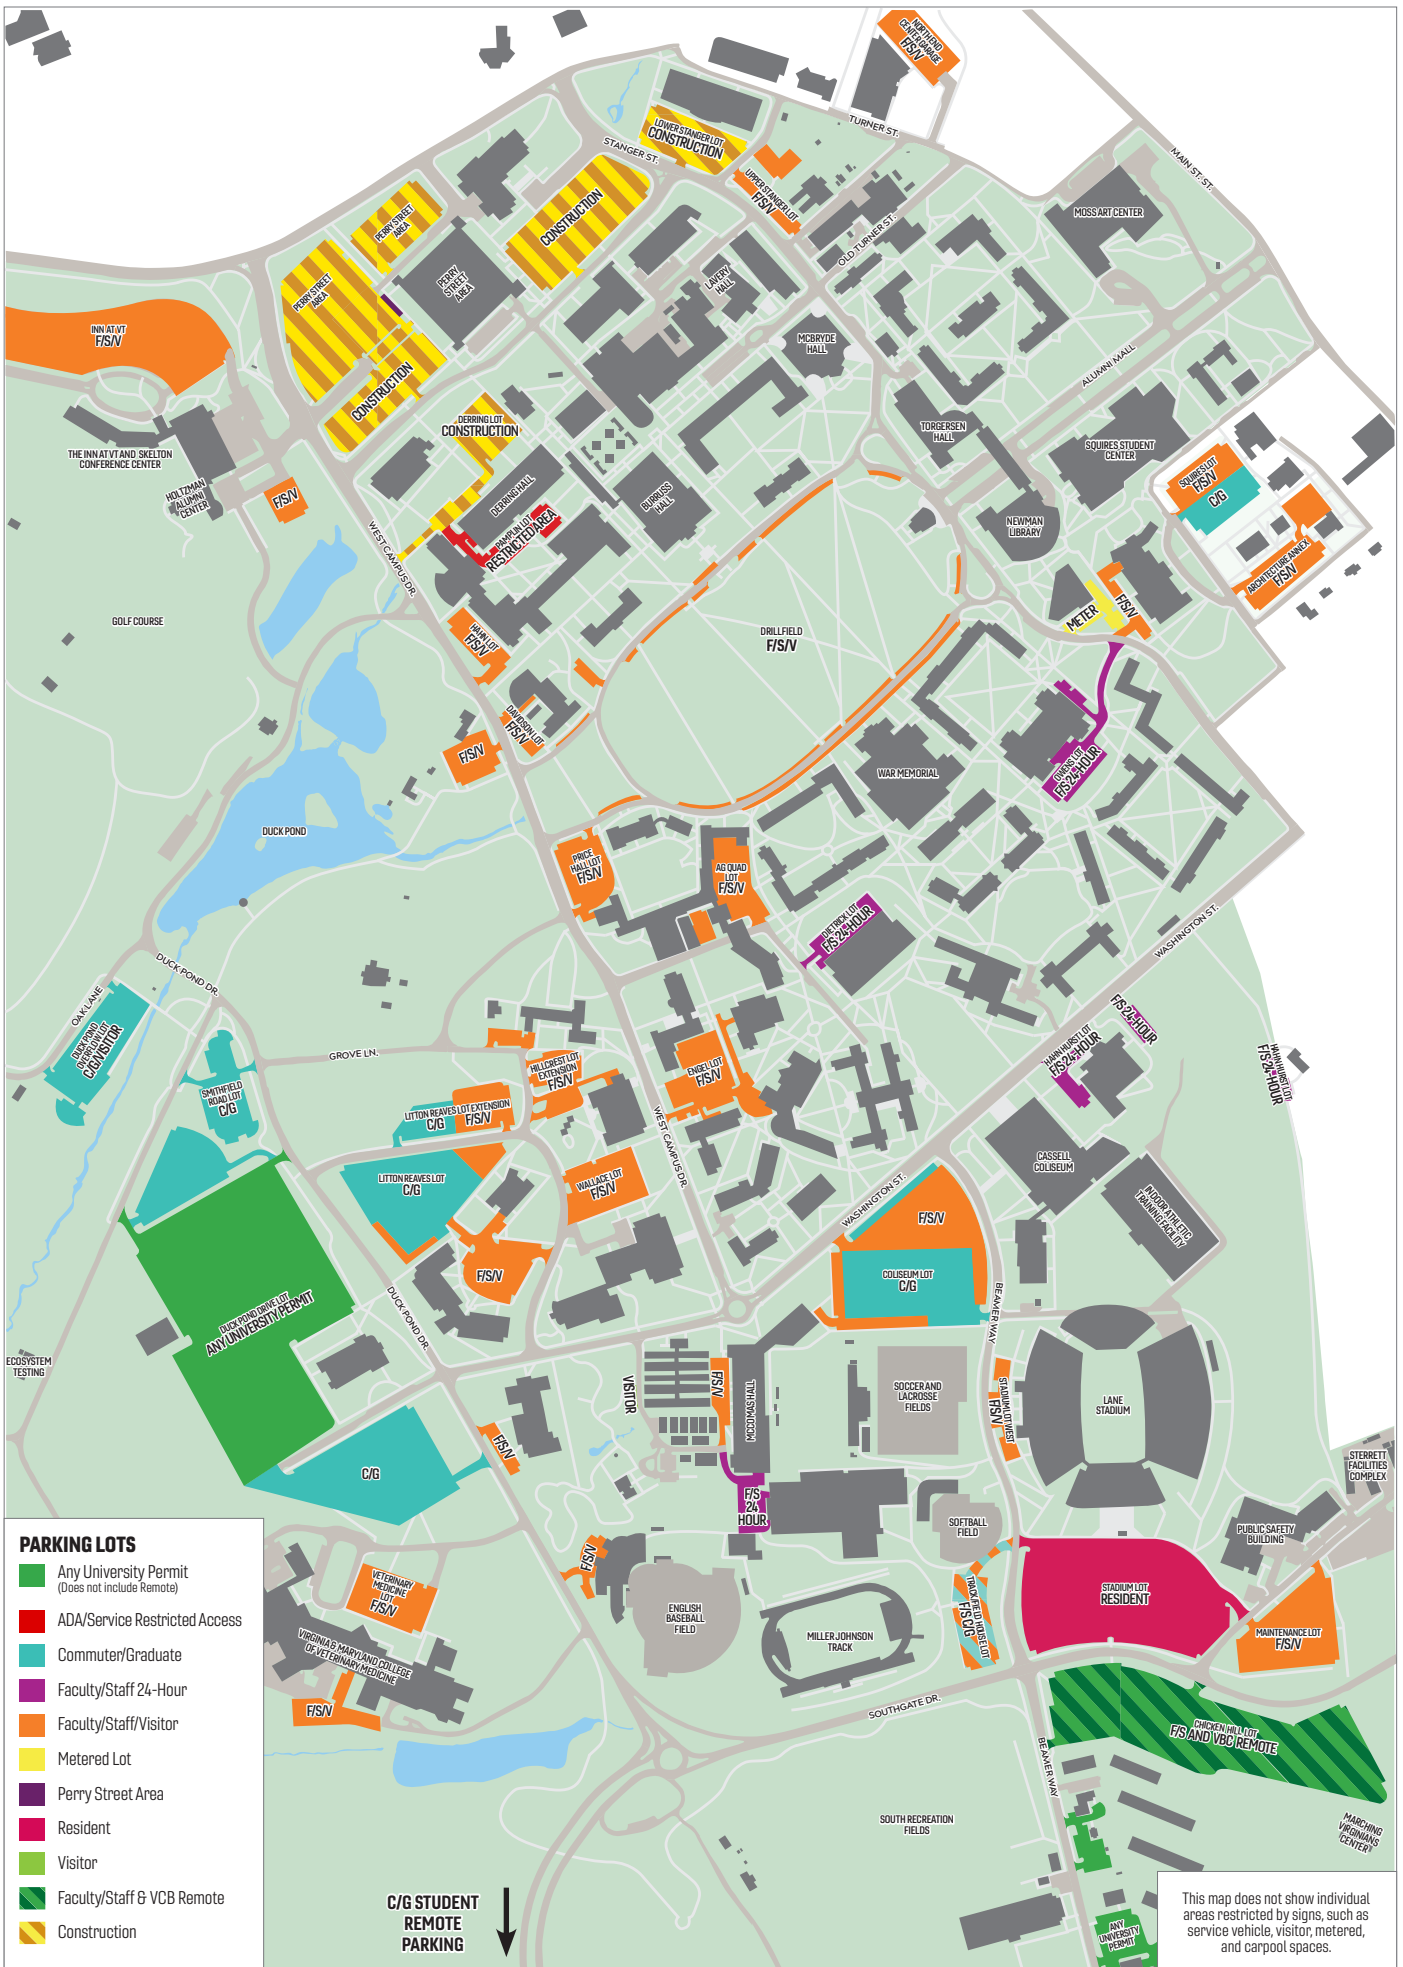 NORTH END
CENTER GARAGE
F/S/V
TURNER ST.
MAIN ST. ST.
LOWER STANGER LOT
CONSTRUCTION
STANGER ST.
UPPER STANGER LOT
F/S/V
OLD TURNER ST.
MOSS ART CENTER
CONSTRUCTION
PERRY STREET
AREA
PERRY STREET
AREA
PERRY
STREET
AREA
LAVERY
HALL
MCBRYDE
HALL
ALUMNI MALL
INN AT VT
F/S/V
CONSTRUCTION
DERRING LOT
CONSTRUCTION
THE INN AT VT AND SKELTON
CONFERENCE CENTER
HOLTZMAN
ALUMNI
CENTER
F/S/V
TORGERSEN
HALL
SQUIRES STUDENT
CENTER
SQUIRES LOT
F/S/V
C/G
DERRING HALL
PAMPLIN LOT
RESTRICTED AREA
BURRUSS
HALL
NEWMAN
LIBRARY
ARCHITECTURE ANNEX
F/S/V
WEST CAMPUS DR.
GOLF COURSE
HAHN LOT
F/S/V
DRILLFIELD
F/S/V
METER
F/S/V
DAVIDSON LOT
F/S/V
F/S/V
WAR MEMORIAL
OWENS LOT
F/S 24-HOUR
DUCK POND
PRICE
HALL LOT
F/S/V
AG QUAD
LOT
F/S/V
DIETRICK LOT
F/S 24-HOUR
WASHINGTON ST.
DUCK POND DR.
OAK LANE
DUCK POND
OVERFLOW LOT
C/G/VISITOR
F/S 24-HOUR
HAHN HURST LOT
F/S 24-HOUR
HAHN HURST LOT
F/S 24-HOUR
GROVE LN.
HILLCREST LOT
EXTENSION
F/S/V
ENGEL LOT
F/S/V
SMITHFIELD
ROAD LOT
C/G
LITTON REAVES LOT EXTENSION
C/G
F/S/V
WEST CAMPUS DR.
CASSELL
COLISEUM
LITTON REAVES LOT
C/G
WALLACE LOT
F/S/V
WASHINGTON ST.
F/S/V
INDOOR ATHLETIC
TRAINING FACILITY
F/S/V
COLISEUM LOT
C/G
DUCK POND DRIVE LOT
ANY UNIVERSITY PERMIT
DUCK POND DR.
BEAMER WAY
ECOSYSTEM
TESTING
VISITOR
F/S/V
MCCOMAS HALL
SOCCER AND
LACROSSE
FIELDS
STADIUM LOT WEST
F/S/V
LANE
STADIUM
C/G
F/S/V
STERRETT
FACILITIES
COMPLEX
F/S
24
HOUR
SOFTBALL
FIELD
PUBLIC SAFETY
BUILDING
F/S/V
VETERINARY
MEDICINE
LOT
F/S/V
ENGLISH
BASEBALL
FIELD
MILLER JOHNSON
TRACK
TRACK/FIELD HOUSE LOT
F/S C/G
STADIUM LOT
RESIDENT
MAINTENANCE LOT
F/S/V
VIRGINIA & MARYLAND COLLEGE
OF VETERINARY MEDICINE
F/S/V
SOUTHGATE DR.
BEAMER WAY
CHICKEN HILL LOT
F/S AND VBC REMOTE
SOUTH RECREATION
FIELDS
MARCHING
VIRGINIANS
CENTER
ANY
UNIVERSITY
PERMIT
C/G STUDENT
REMOTE
PARKING
PARKING LOTS
Any University Permit
(Does not include Remote)
ADA/Service Restricted Access
Commuter/Graduate
Faculty/Staff 24-Hour
Faculty/Staff/Visitor
Metered Lot
Perry Street Area
Resident
Visitor
Faculty/Staff & VCB Remote
Construction
This map does not show individual
areas restricted by signs, such as
service vehicle, visitor, metered,
and carpool spaces.